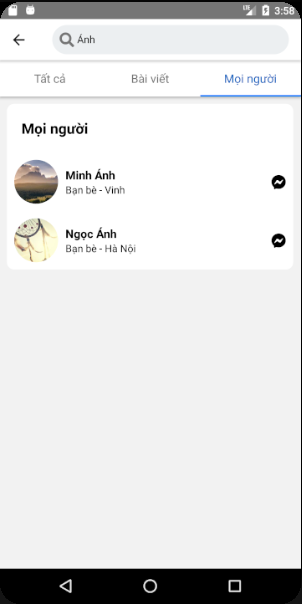 3:58
Ánh
Tất cả
Bài viết
Mọi người
Mọi người
Minh Ánh
Bạn bè - Vinh
Ngọc Ánh
Bạn bè - Hà Nội